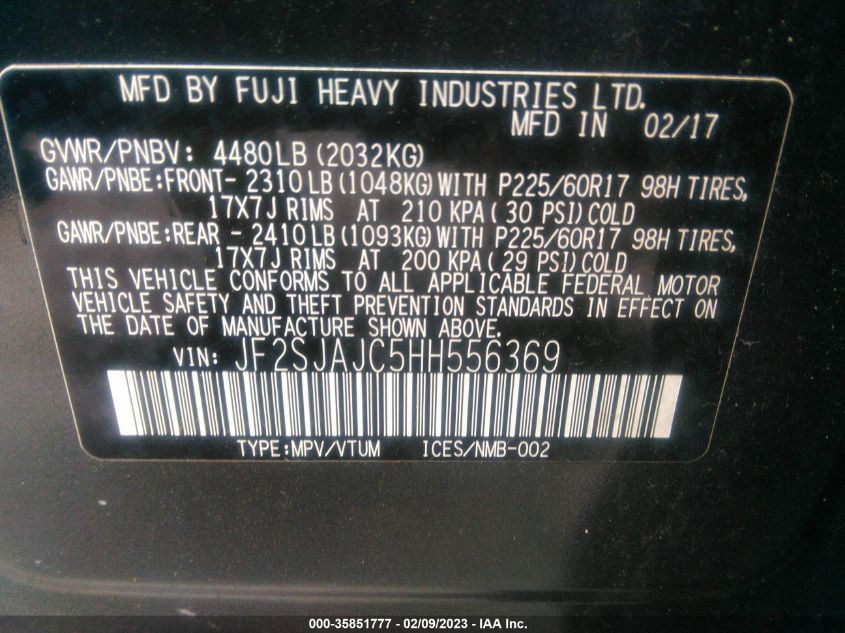 MFD BY FUJI HEAVY INDUSTRIES LTD.
MFD IN 02/17
GVWR/PNBV: 4480LB (2032KG)
GAWR/PNBE:FRONT- 2310 LB (1048KG) WITH P225/60R17 98H TIRES,
17X7J RIMS AT 210 KPA ( 30 PSI) COLD
GAWR/PNBE:REAR - 2410 LB (1093KG) WITH P225/60R17 98H TIRES,
17X7J RIMS AT 200 KPA ( 29 PSI) COLD
THIS VEHICLE CONFORMS TO ALL APPLICABLE FEDERAL MOTOR
VEHICLE SAFETY AND THEFT PREVENTION STANDARDS IN EFFECT ON
THE DATE OF MANUFACTURE SHOWN ABOVE.
VIN: JF2SJAJC5HH556369
TYPE:MPV/VTUM ICES/NMB-002
000-35851777 - 02/09/2023 - IAA Inc.